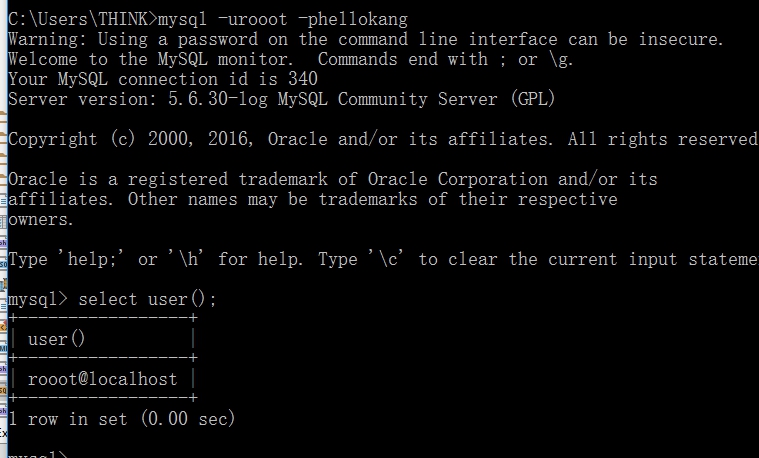 C:\Users\THINK>mysql -urooot -phellokang
Warning: Using a password on the command line interface can be insecure.
Welcome to the MySQL monitor.  Commands end with ; or \g.
Your MySQL connection id is 340
Server version: 5.6.30-log MySQL Community Server (GPL)
Copyright (c) 2000, 2016, Oracle and/or its affiliates. All rights reserved
Oracle is a registered trademark of Oracle Corporation and/or its
affiliates. Other names may be trademarks of their respective
owners.
Type 'help;' or '\h' for help. Type '\c' to clear the current input stateme
mysql> select user();
+-----------------+
| user()          |
+-----------------+
| rooot@localhost |
+-----------------+
1 row in set (0.00 sec)
mysql>